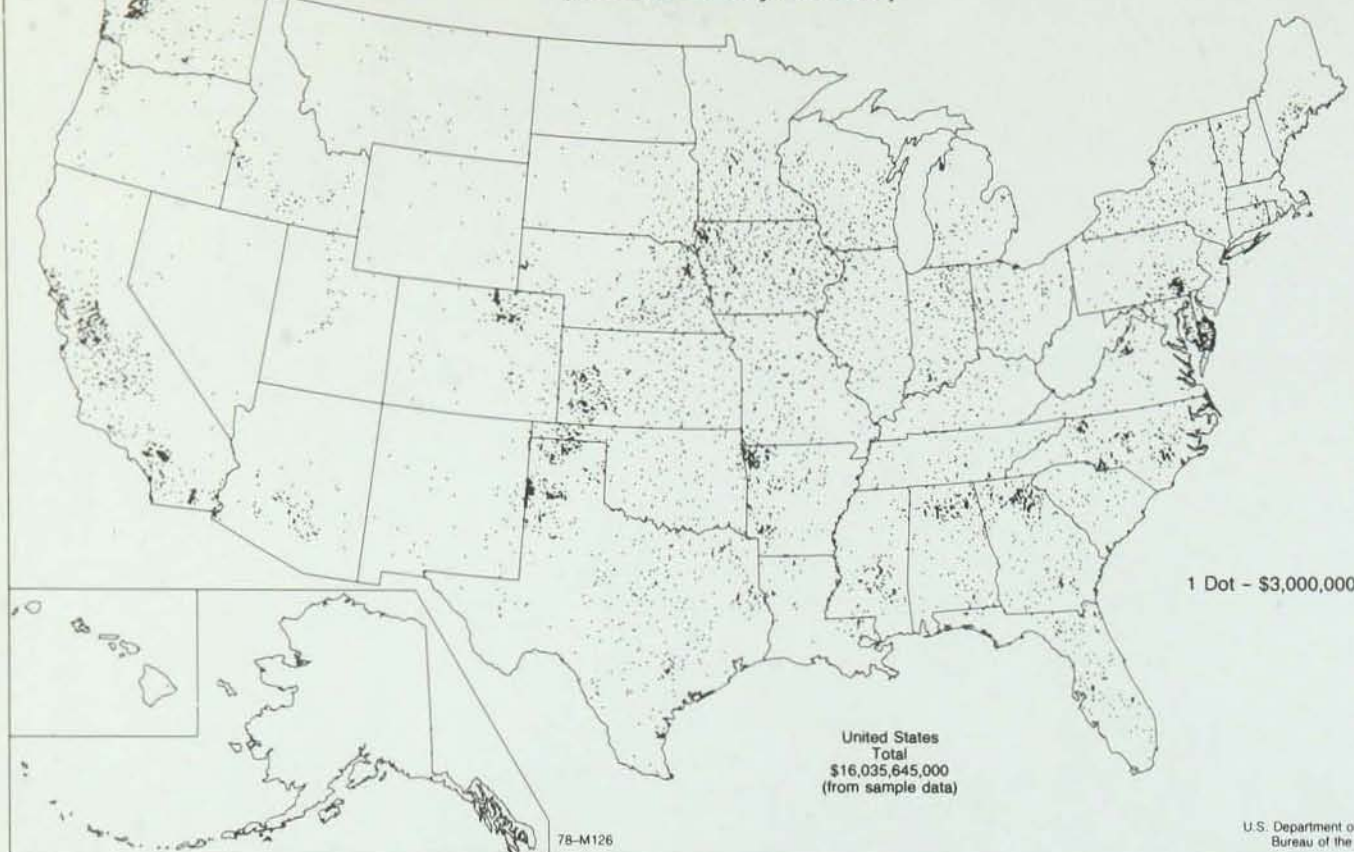 1 Dot – $3,000,000
United States
Total
$16,035,645,000
(from sample data)
78–M126
U.S. Department o
Bureau of the